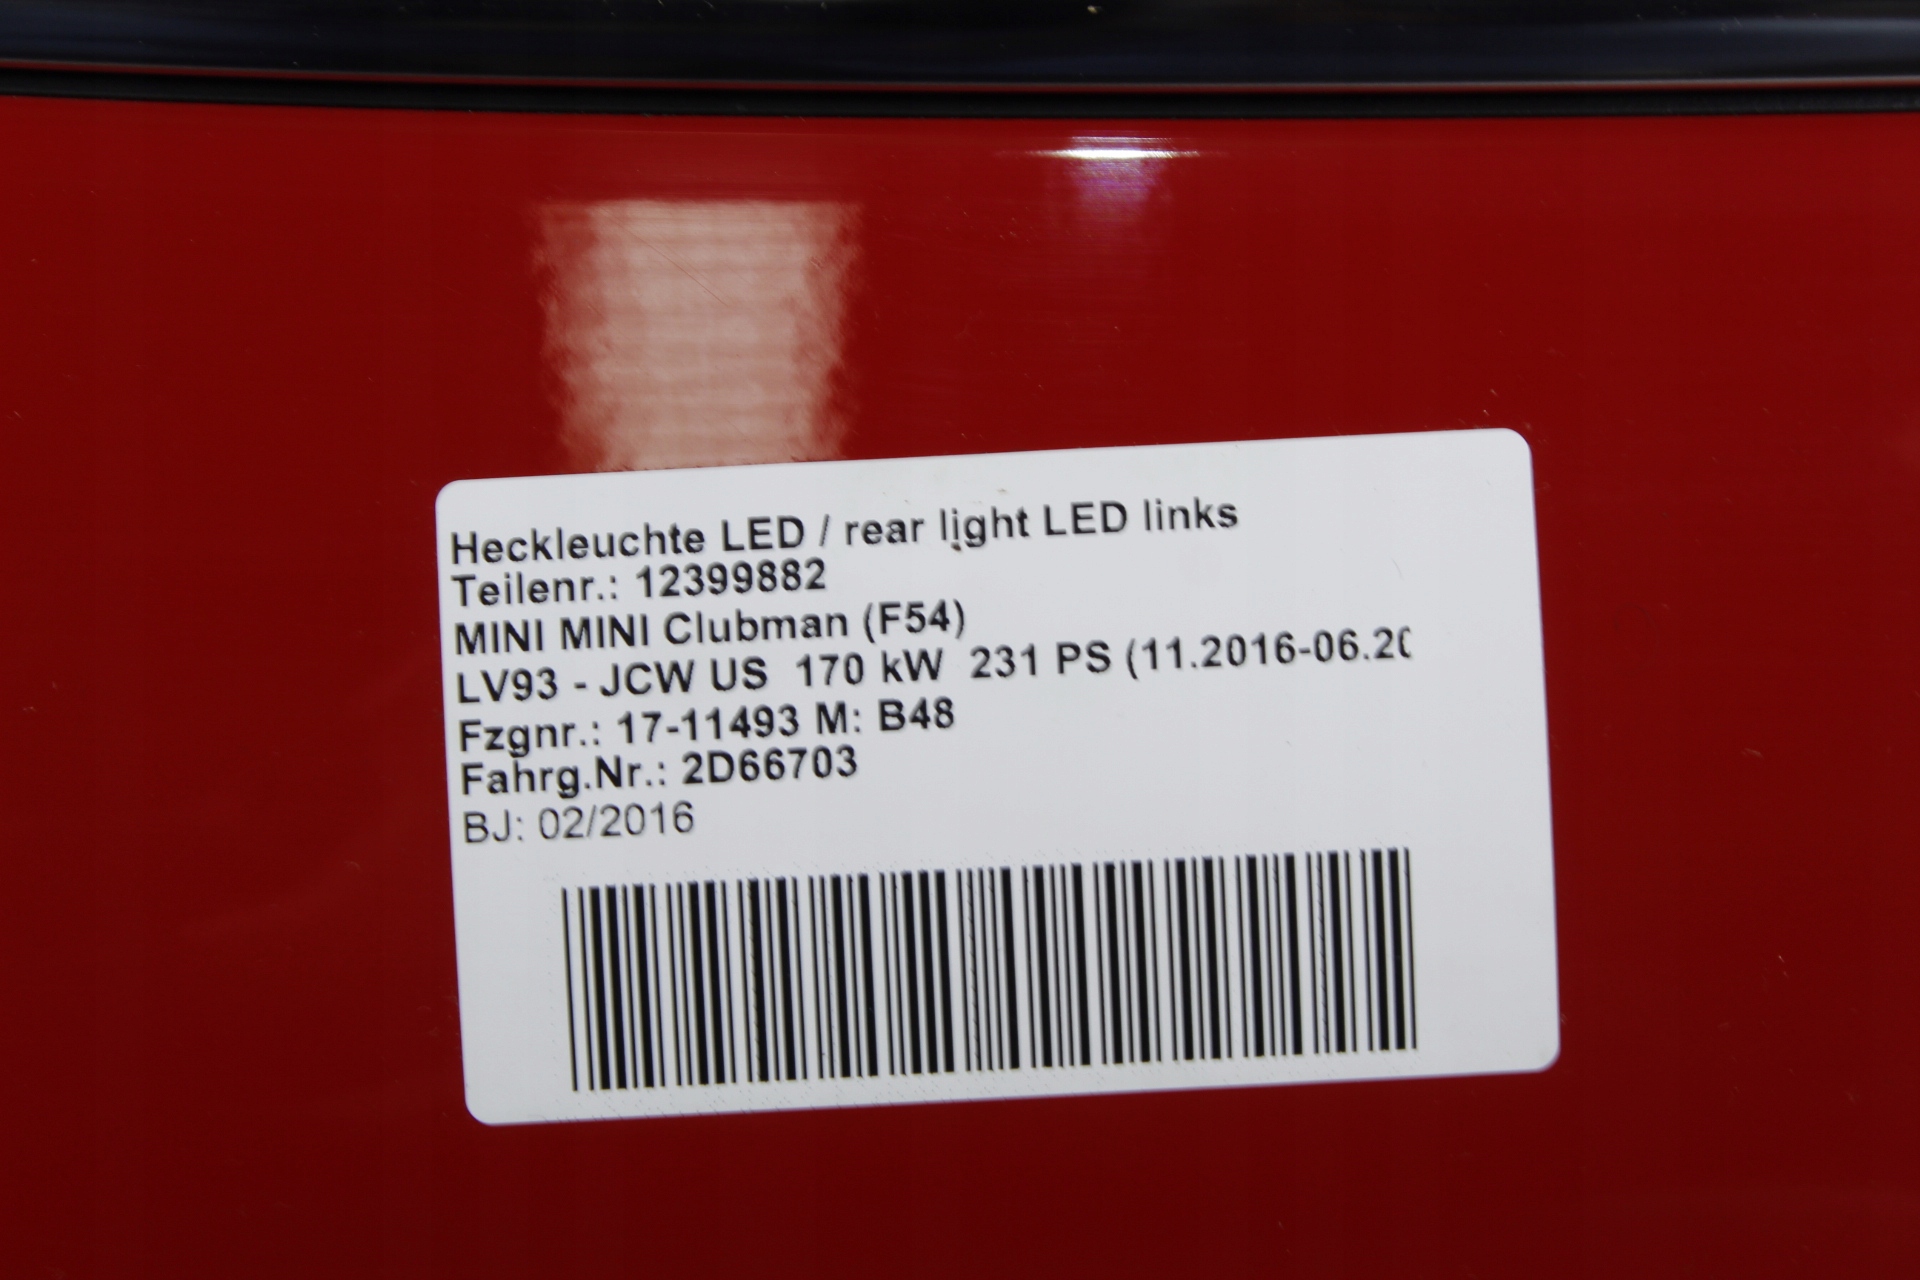 Heckleuchte LED / rear light LED links
Teilenr.: 12399882
MINI MINI Clubman (F54)
LV93 - JCW US  170 kW  231 PS (11.2016-06.20
Fzgnr.: 17-11493 M: B48
Fahrg.Nr.: 2D66703
BJ: 02/2016